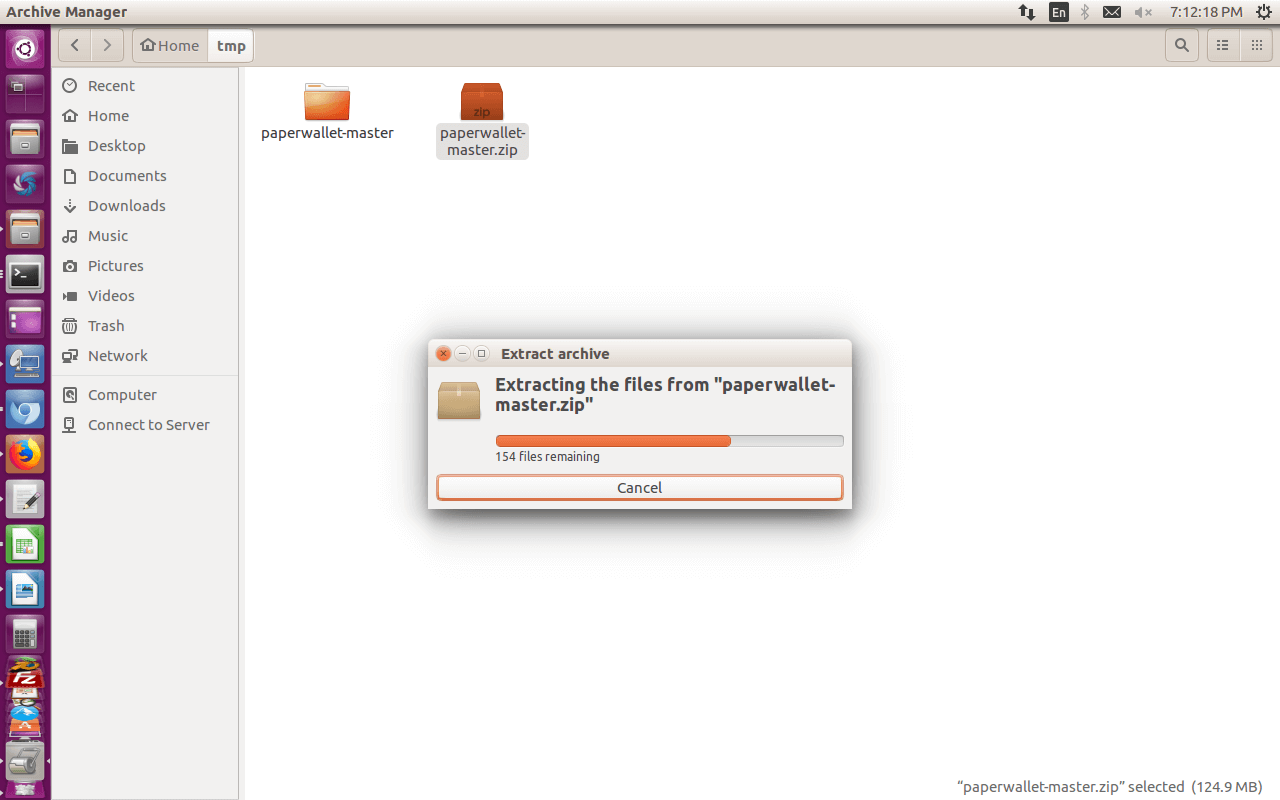 Archive Manager
En
7:12:18 PM
Home
tmp
Recent
Home
Desktop
Documents
Downloads
Music
Pictures
Videos
Trash
Network
Computer
Connect to Server
paperwallet-master
zip
paperwallet-
master.zip
Extract archive
Extracting the files from "paperwallet-
master.zip"
154 files remaining
Cancel
Fz
“paperwallet-master.zip” selected (124.9 MB)